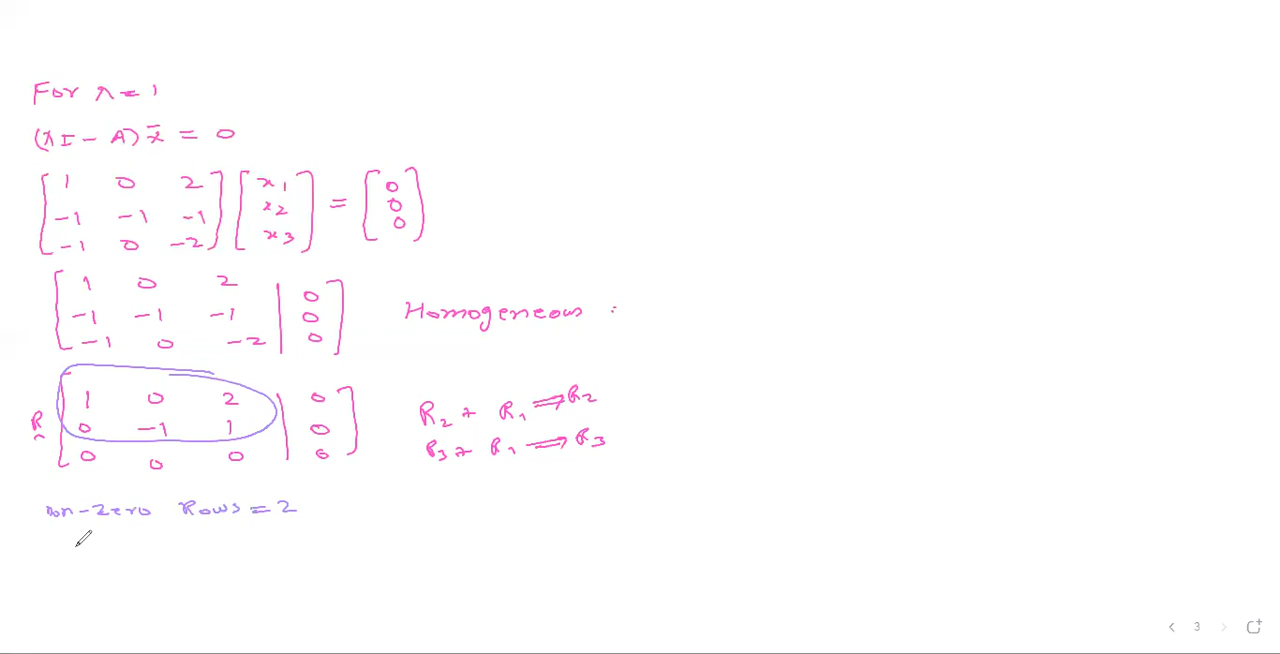 For λ = 1
(λI - A) x̄ = 0
[ 1 0 2 ] [ x1 ] = [ 0 ]
[ -1 -1 -1 ] [ x2 ] [ 0 ]
[ -1 0 -2 ] [ x3 ] [ 0 ]
[ 1 0 2 | 0 ]
[ -1 -1 -1 | 0 ] Homogeneous :
[ -1 0 -2 | 0 ]
[ 1 0 2 | 0 ] R2 + R1 ⟹ R2
R [ 0 -1 1 | 0 ] R3 + R1 ⟹ R3
[ 0 0 0 | 0 ]
non-zero Rows = 2
3